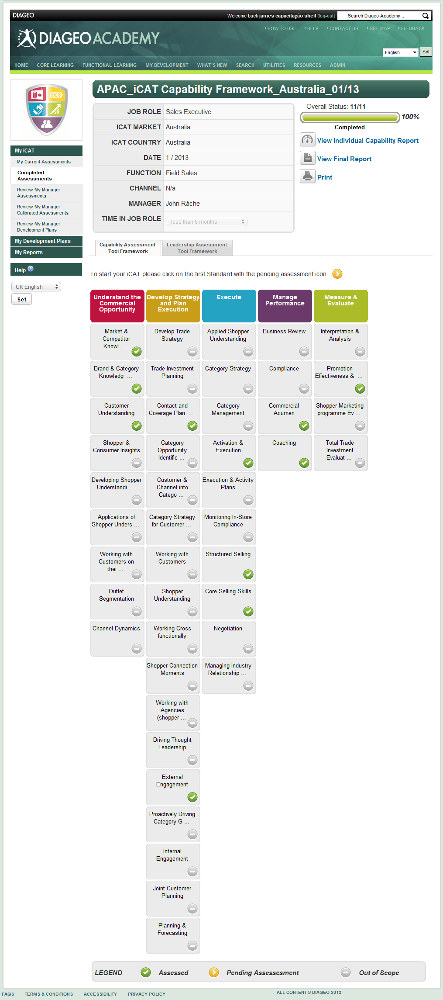 DIAGEO
Welcome back james capacitação sheil (log-out)
Search Diageo Academy...
HOW TO USE
HELP
CONTACT US
SITE MAP
FEEDBACK
DIAGEO ACADEMY
English
Set
HOME
CORE LEARNING
FUNCTIONAL LEARNING
MY DEVELOPMENT
WHAT'S NEW
SEARCH
UTILITIES
RESOURCES
ADMIN
My iCAT
My Current Assessments
Completed
Assessments
Review My Manager
Assessments
Review My Manager
Calibrated Assessments
Review My Manager
Development Plans
My Development Plans
My Reports
Help ?
UK English
Set
APAC_iCAT Capability Framework_Australia_01/13
JOB ROLE Sales Executive
ICAT MARKET Australia
ICAT COUNTRY Australia
DATE 1 / 2013
FUNCTION Field Sales
CHANNEL N/a
MANAGER John Ráche
TIME IN JOB ROLE less than 6 months
Overall Status: 11/11
100%
Completed
View Individual Capability Report
View Final Report
Print
Capability Assessment
Tool Framework
Leadership Assessment
Tool Framework
To start your iCAT please click on the first Standard with the pending assessment icon
Understand the
Commercial
Opportunity
Market &
Competitor
Knowl ...
Brand & Category
Knowledg ...
Customer
Understanding
Shopper &
Consumer Insights
Developing Shopper
Understandi ...
Applications of
Shopper Unders ...
Working with
Customers on
thei ...
Outlet
Segmentation
Channel Dynamics
Develop Strategy
and Plan
Execution
Develop Trade
Strategy
Trade Investment
Planning
Contact and
Coverage Plan ...
Category
Opportunity
Identific ...
Customer &
Channel into
Catego ...
Category Strategy
for Customer ...
Working with
Customers
Shopper
Understanding
Working Cross
functionally
Shopper Connection
Moments
Working with
Agencies
(shopper ...
Driving Thought
Leadership
External
Engagement
Proactively Driving
Category G ...
Internal
Engagement
Joint Customer
Planning
Planning &
Forecasting
Execute
Applied Shopper
Understanding
Category Strategy
Category
Management
Activation &
Execution
Execution & Activity
Plans
Monitoring In-Store
Compliance
Structured Selling
Core Selling Skills
Negotiation
Managing Industry
Relationship ...
Manage
Performance
Business Review
Compliance
Commercial
Acumen
Coaching
Measure &
Evaluate
Interpretation &
Analysis
Promotion
Effectiveness & ...
Shopper Marketing
programme Ev ...
Total Trade
Investment
Evaluat ...
LEGEND
Assessed
Pending Assessesment
Out of Scope
FAQS
TERMS & CONDITIONS
ACCESSIBILITY
PRIVACY POLICY
ALL CONTENT © DIAGEO 2013